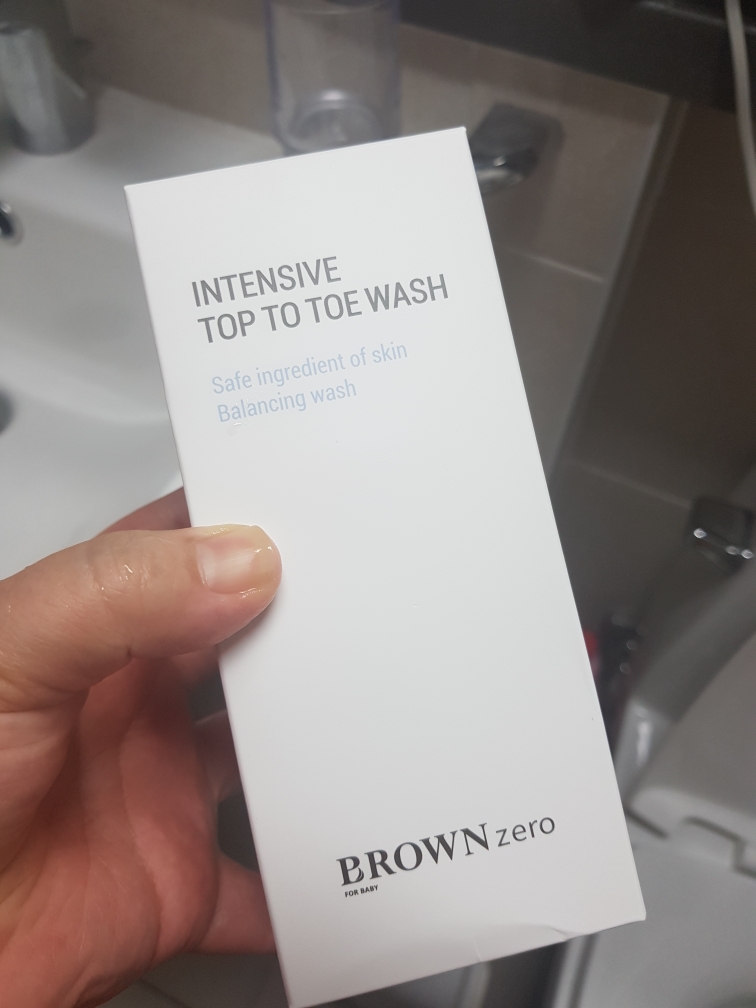 INTENSIVE
TOP TO TOE WASH
Safe ingredient of skin
Balancing wash
BROWN zero
FOR BABY